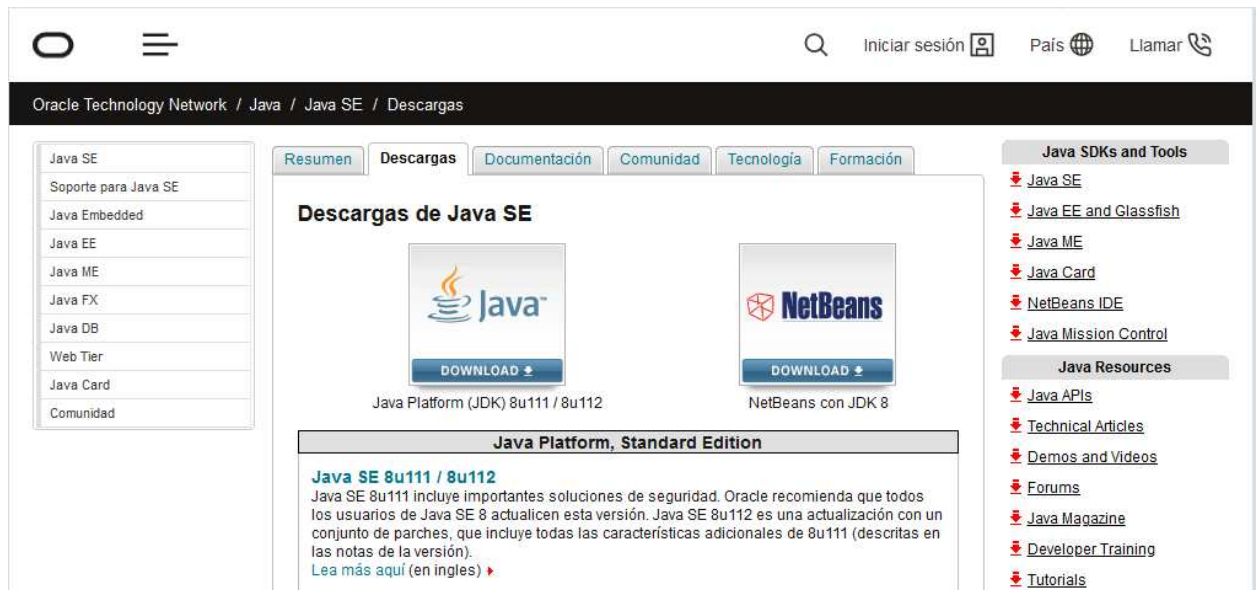 Iniciar sesión
País
Llamar
Oracle Technology Network / Java / Java SE / Descargas
Java SE
Soporte para Java SE
Java Embedded
Java EE
Java ME
Java FX
Java DB
Web Tier
Java Card
Comunidad
Resumen
Descargas
Documentación
Comunidad
Tecnología
Formación
Descargas de Java SE
Java™
DOWNLOAD
Java Platform (JDK) 8u111 / 8u112
NetBeans
DOWNLOAD
NetBeans con JDK 8
Java Platform, Standard Edition
Java SE 8u111 / 8u112
Java SE 8u111 incluye importantes soluciones de seguridad. Oracle recomienda que todos
los usuarios de Java SE 8 actualicen esta versión. Java SE 8u112 es una actualización con un
conjunto de parches, que incluye todas las características adicionales de 8u111 (descritas en
las notas de la versión).
Lea más aquí (en ingles)
Java SDKs and Tools
Java SE
Java EE and Glassfish
Java ME
Java Card
NetBeans IDE
Java Mission Control
Java Resources
Java APIs
Technical Articles
Demos and Videos
Forums
Java Magazine
Developer Training
Tutorials